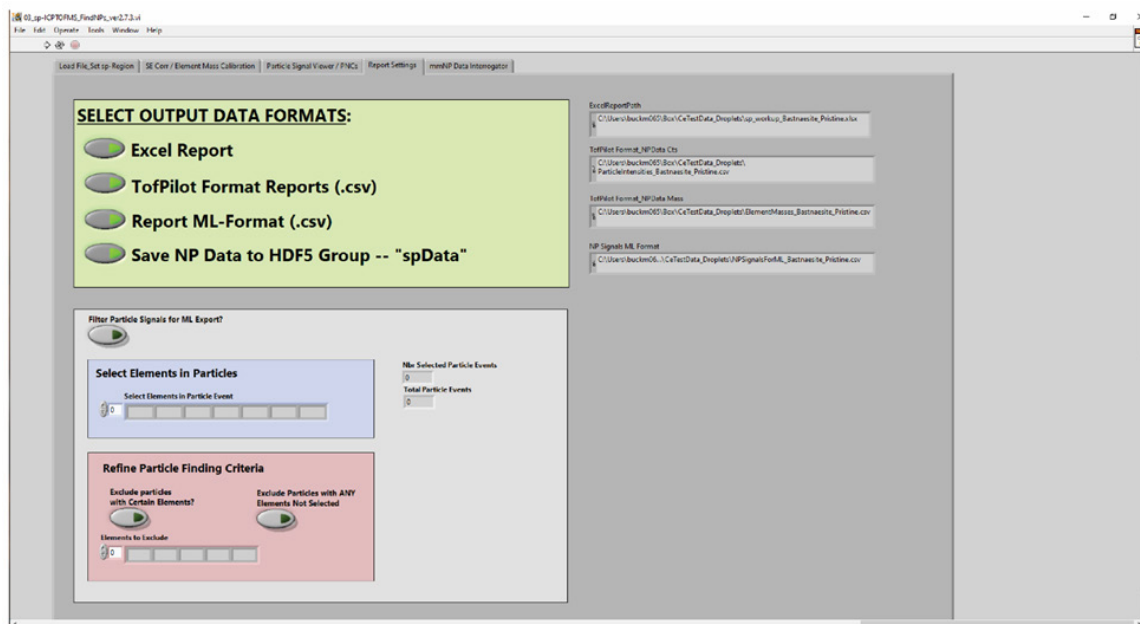 03_sp-ICPTOFMS_FindNPs_ver2.7.3.vi
File Edit Operate Tools Window Help
Load File_Set sp-Region SE Corr / Element Mass Calibration Particle Signal Viewer / PNCs Report Settings mmNP Data Interrogator
SELECT OUTPUT DATA FORMATS:
Excel Report
TofPilot Format Reports (.csv)
Report ML-Format (.csv)
Save NP Data to HDF5 Group -- "spData"
ExcelReportPath
C:\Users\buckm065\Box\CeTestData_Droplets\sp_workup_Bastnaesite_Pristine.xlsx
TofPilot Format_NPData Cts
C:\Users\buckm065\Box\CeTestData_Droplets\
ParticleIntensities_Bastnaesite_Pristine.csv
TofPilot Format_NPData Mass
C:\Users\buckm065\Box\CeTestData_Droplets\ElementMasses_Bastnaesite_Pristine.csv
NP Signals ML Format
C:\Users\buckm06...\CeTestData_Droplets\NPSignalsForML_Bastnaesite_Pristine.csv
Filter Particle Signals for ML Export?
Select Elements in Particles
Select Elements in Particle Event
0
Nbr Selected Particle Events
0
Total Particle Events
0
Refine Particle Finding Criteria
Exclude particles
with Certain Elements?
Exclude Particles with ANY
Elements Not Selected
Elements to Exclude
0